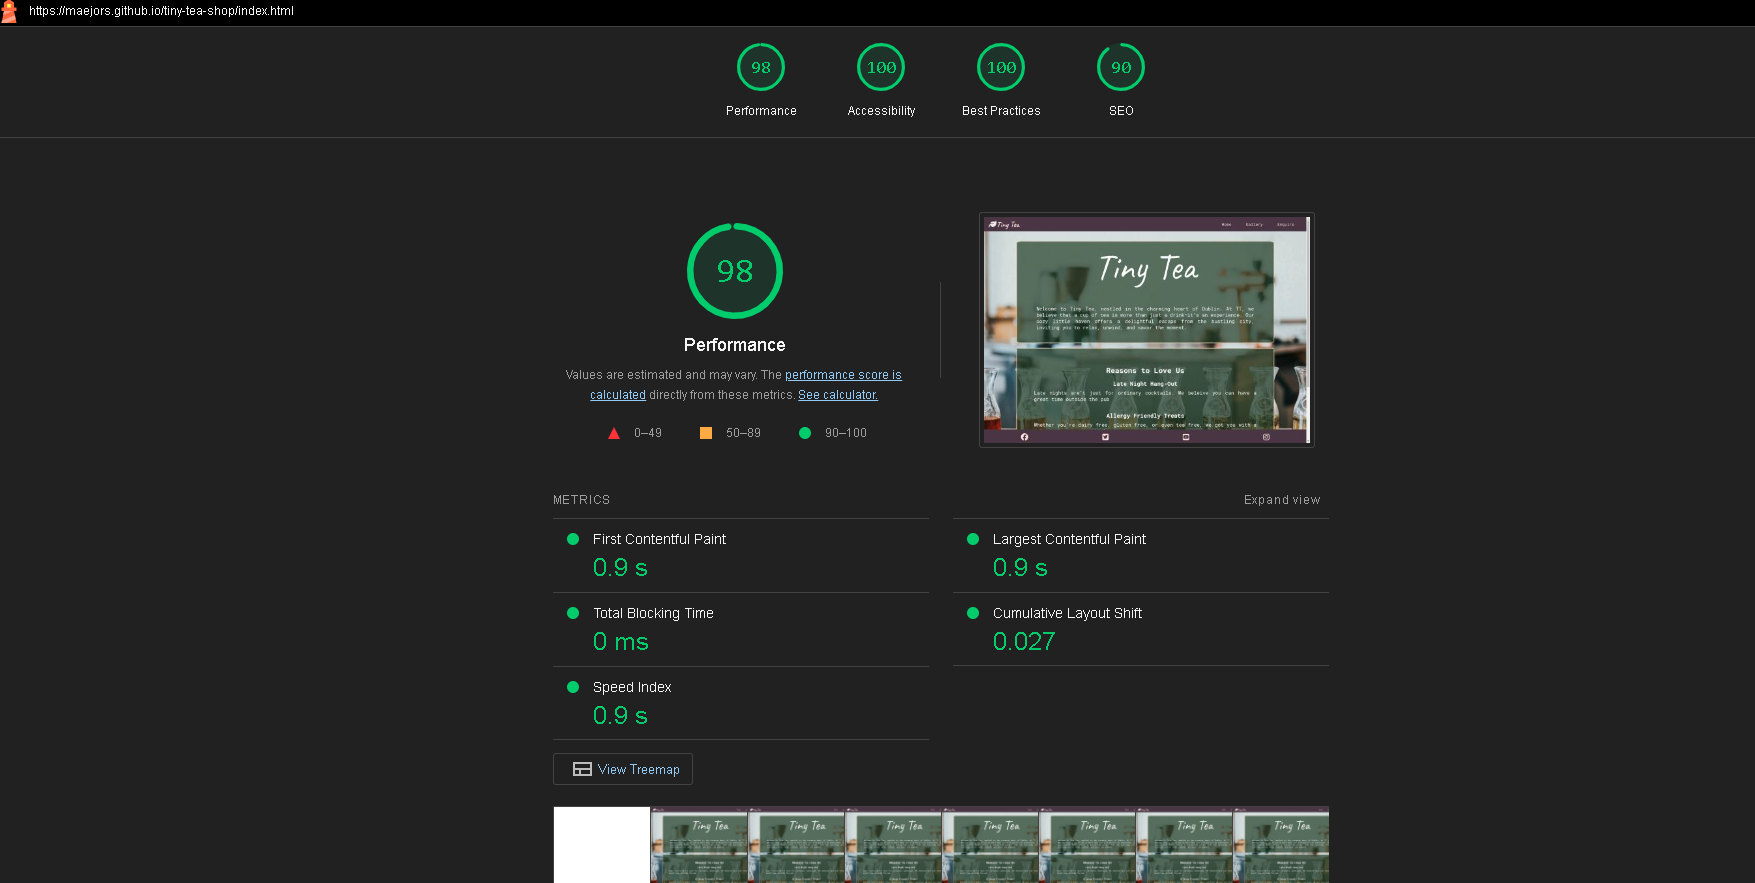 https://maejors.github.io/tiny-tea-shop/index.html
98
100
100
90
Performance
Accessibility
Best Practices
SEO
98
Performance
Values are estimated and may vary. The performance score is
calculated directly from these metrics. See calculator.
0–49
50–89
90–100
Tiny Tea
Home
Gallery
Enquire
Tiny Tea
Welcome to Tiny Tea, nestled in the charming heart of Dublin. At TT, we
believe that a cup of tea is more than just a drink-it's an experience. Our
cozy little haven offers a delightful escape from the bustling city,
inviting you to relax, unwind, and savor the moment.
Reasons to Love Us
Late Night Hang-Out
Late nights aren't just for ordinary cocktails. We beleive you can have a
great time outside the pub
Allergy Friendly Treats
Whether you're dairy free, gluten free, or even tea free, we got you with a
METRICS
Expand view
First Contentful Paint
0.9 s
Largest Contentful Paint
0.9 s
Total Blocking Time
0 ms
Cumulative Layout Shift
0.027
Speed Index
0.9 s
View Treemap
Tiny Tea
Tiny Tea
Tiny Tea
Tiny Tea
Tiny Tea
Tiny Tea
Tiny Tea